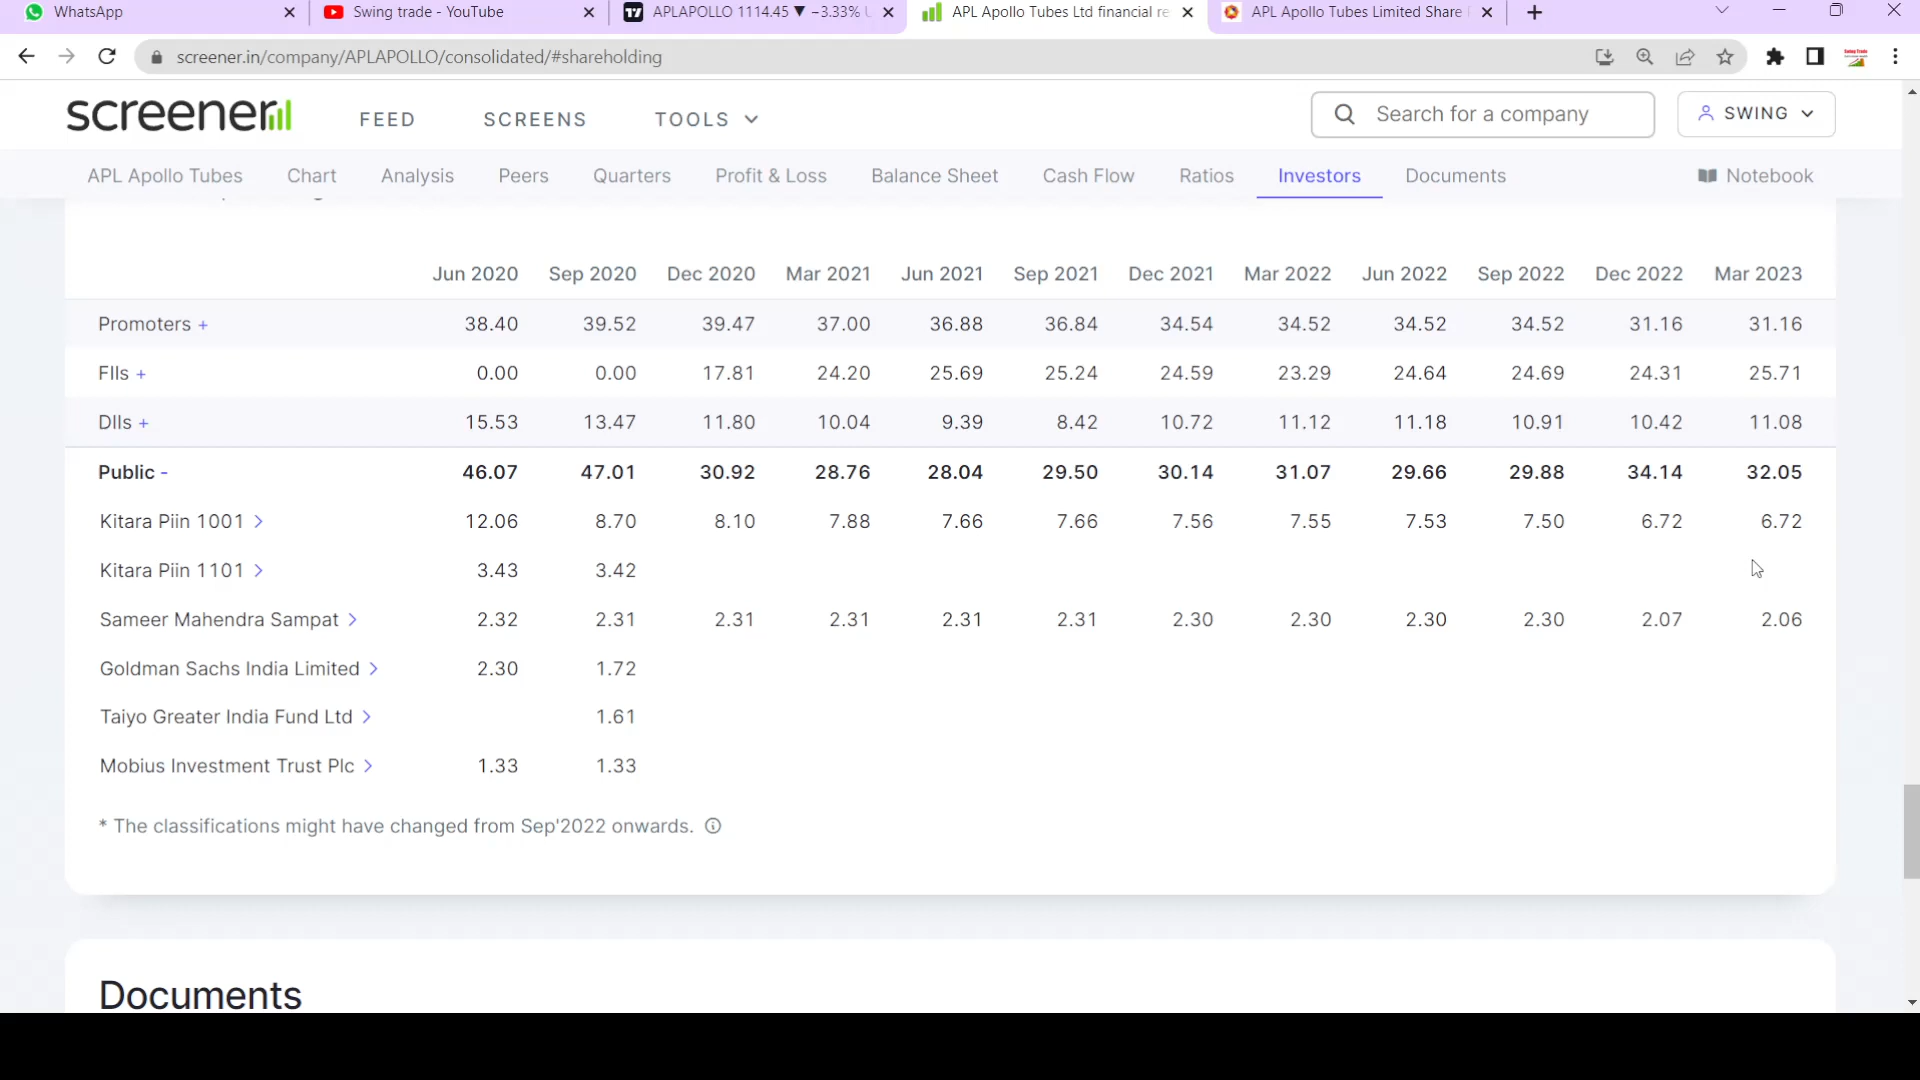 WhatsApp
Swing trade - YouTube
APLAPOLLO 1114.45 ▼ −3.33%
APL Apollo Tubes Ltd financial re
APL Apollo Tubes Limited Share
screener.in/company/APLAPOLLO/consolidated/#shareholding
screener
FEED SCREENS TOOLS
Search for a company
SWING
APL Apollo Tubes Chart Analysis Peers Quarters Profit & Loss Balance Sheet Cash Flow Ratios Investors Documents Notebook
Jun 2020 Sep 2020 Dec 2020 Mar 2021 Jun 2021 Sep 2021 Dec 2021 Mar 2022 Jun 2022 Sep 2022 Dec 2022 Mar 2023
Promoters + 38.40 39.52 39.47 37.00 36.88 36.84 34.54 34.52 34.52 34.52 31.16 31.16
FIIs + 0.00 0.00 17.81 24.20 25.69 25.24 24.59 23.29 24.64 24.69 24.31 25.71
DIIs + 15.53 13.47 11.80 10.04 9.39 8.42 10.72 11.12 11.18 10.91 10.42 11.08
Public - 46.07 47.01 30.92 28.76 28.04 29.50 30.14 31.07 29.66 29.88 34.14 32.05
Kitara Piin 1001 > 12.06 8.70 8.10 7.88 7.66 7.66 7.56 7.55 7.53 7.50 6.72 6.72
Kitara Piin 1101 > 3.43 3.42
Sameer Mahendra Sampat > 2.32 2.31 2.31 2.31 2.31 2.31 2.30 2.30 2.30 2.30 2.07 2.06
Goldman Sachs India Limited > 2.30 1.72
Taiyo Greater India Fund Ltd > 1.61
Mobius Investment Trust Plc > 1.33 1.33
* The classifications might have changed from Sep'2022 onwards.
Documents